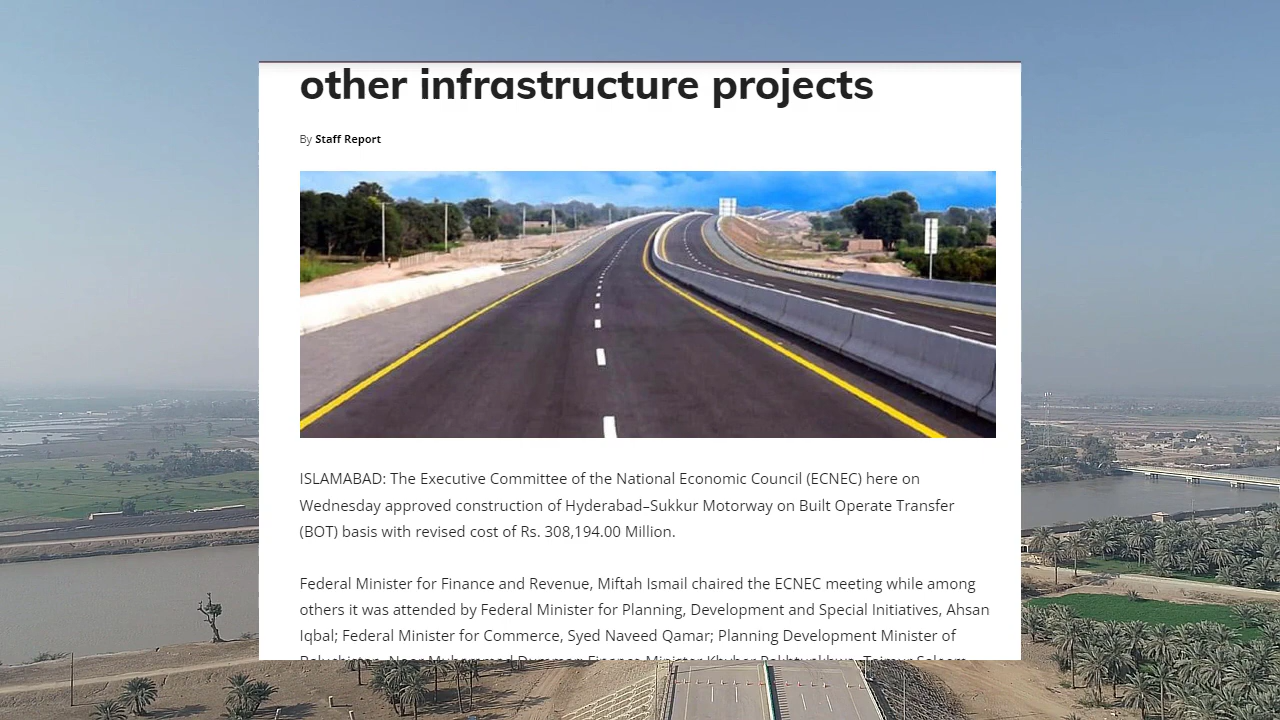 other infrastructure projects
By Staff Report
ISLAMABAD: The Executive Committee of the National Economic Council (ECNEC) here on
Wednesday approved construction of Hyderabad–Sukkur Motorway on Built Operate Transfer
(BOT) basis with revised cost of Rs. 308,194.00 Million.
Federal Minister for Finance and Revenue, Miftah Ismail chaired the ECNEC meeting while among
others it was attended by Federal Minister for Planning, Development and Special Initiatives, Ahsan
Iqbal; Federal Minister for Commerce, Syed Naveed Qamar; Planning Development Minister of